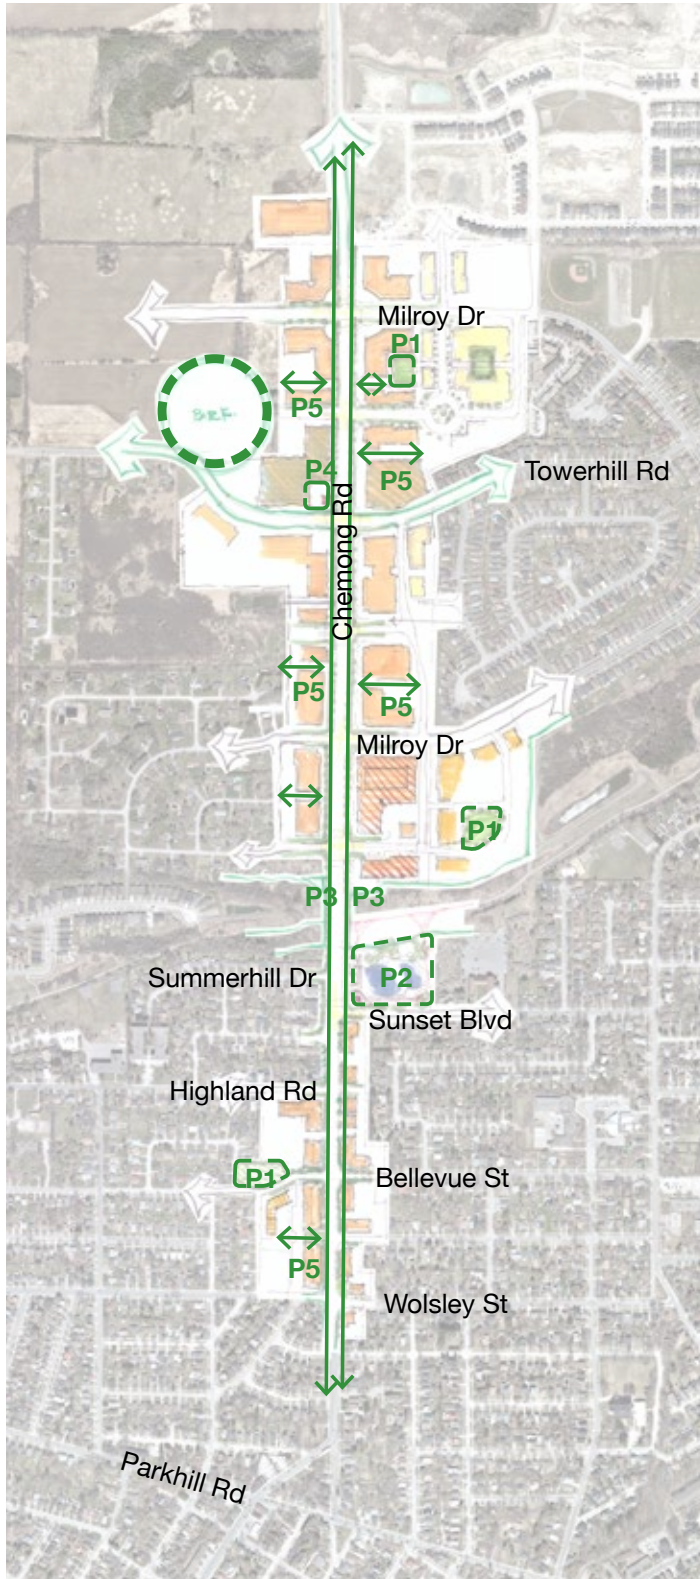 Milroy Dr
P1
P5
P4
P5
Towerhill Rd
Chemong Rd
P5
P5
Milroy Dr
P1
P3
P3
Summerhill Dr
P2
Sunset Blvd
Highland Rd
P1
Bellevue St
P5
Wolsley St
Parkhill Rd